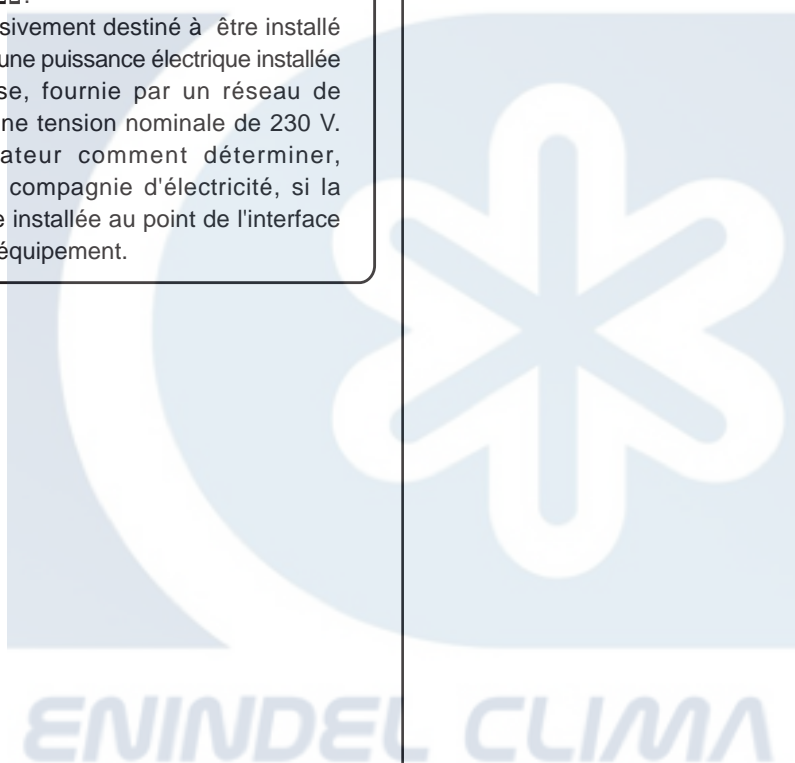 sivement destiné à être installé
une puissance électrique installée
se, fournie par un réseau de
ne tension nominale de 230 V.
ateur comment déterminer,
compagnie d'électricité, si la
e installée au point de l'interface
équipement.
ENINDEL CLIMA